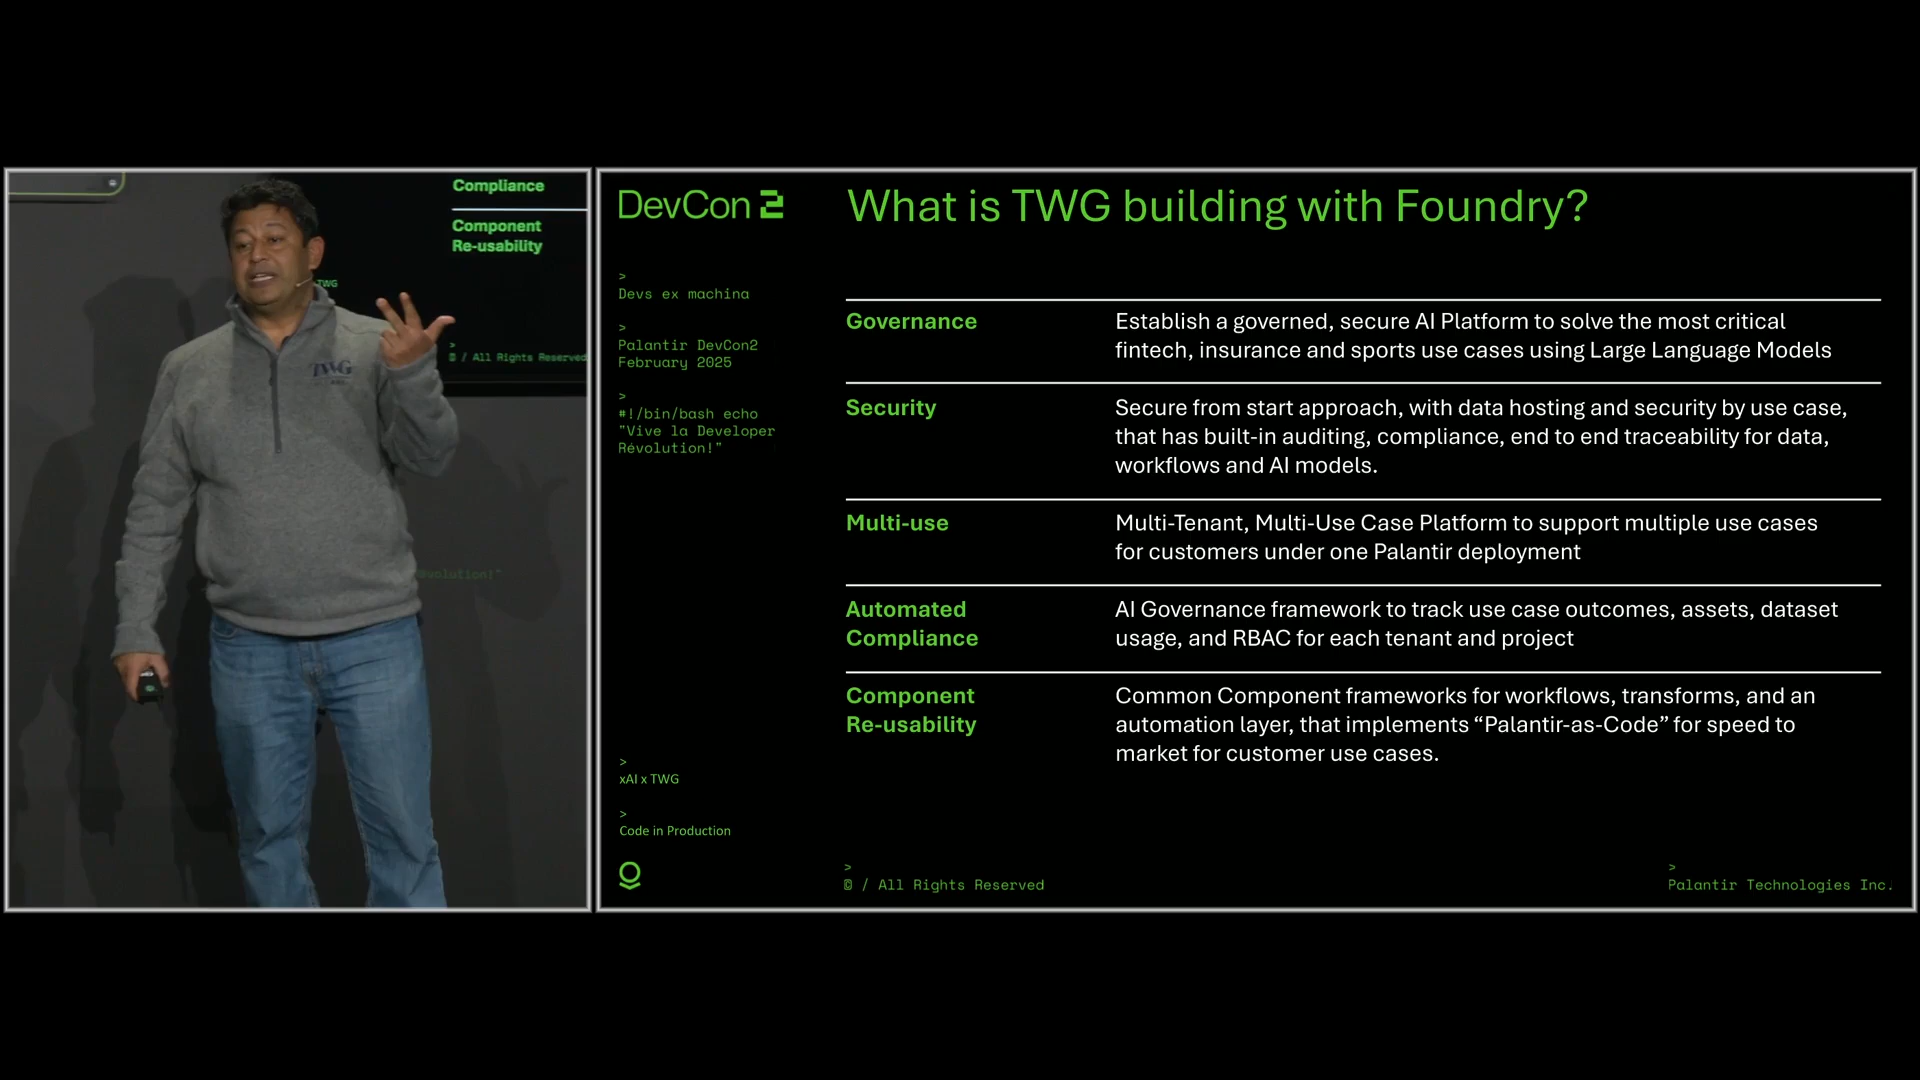 Compliance
Component
Re-usability
TWG
TWG
>
© / All Rights Reserved
evolution!"
DevCon 2
What is TWG building with Foundry?
>
Devs ex machina
>
Palantir DevCon2
February 2025
>
#!/bin/bash echo
"Vive la Developer
Révolution!"
Governance
Establish a governed, secure AI Platform to solve the most critical
fintech, insurance and sports use cases using Large Language Models
Security
Secure from start approach, with data hosting and security by use case,
that has built-in auditing, compliance, end to end traceability for data,
workflows and AI models.
Multi-use
Multi-Tenant, Multi-Use Case Platform to support multiple use cases
for customers under one Palantir deployment
Automated
Compliance
AI Governance framework to track use case outcomes, assets, dataset
usage, and RBAC for each tenant and project
Component
Re-usability
Common Component frameworks for workflows, transforms, and an
automation layer, that implements “Palantir-as-Code” for speed to
market for customer use cases.
>
xAI x TWG
>
Code in Production
>
© / All Rights Reserved
>
Palantir Technologies Inc.